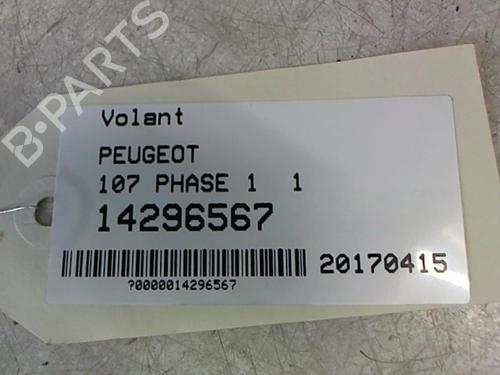 B-PARTS
Volant
PEUGEOT
107 PHASE 1 1
14296567
20170415
?0000014296567